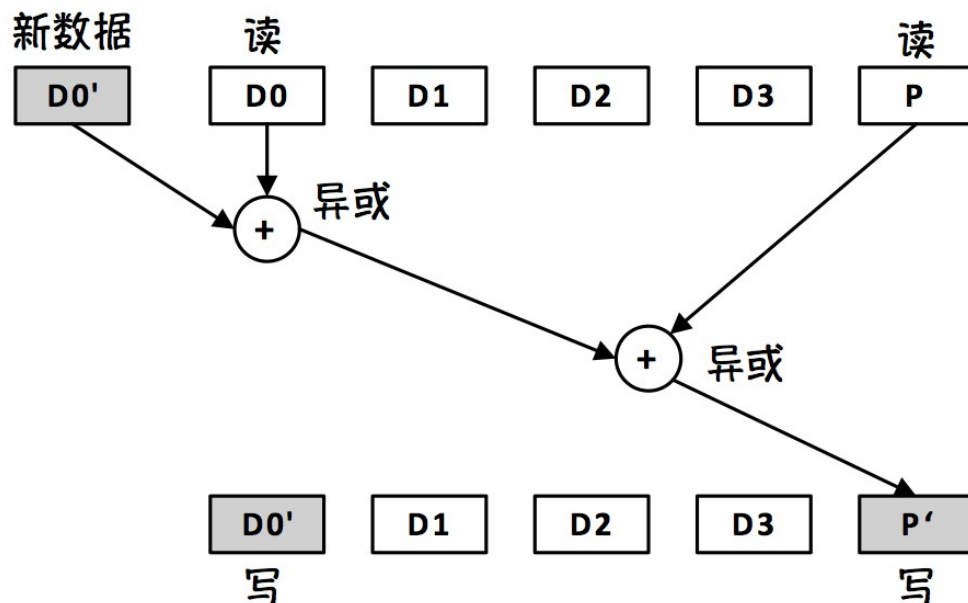 新数据 读 读
D0' D0 D1 D2 D3 P
+ 异或
+ 异或
D0' D1 D2 D3 P‘
写 写